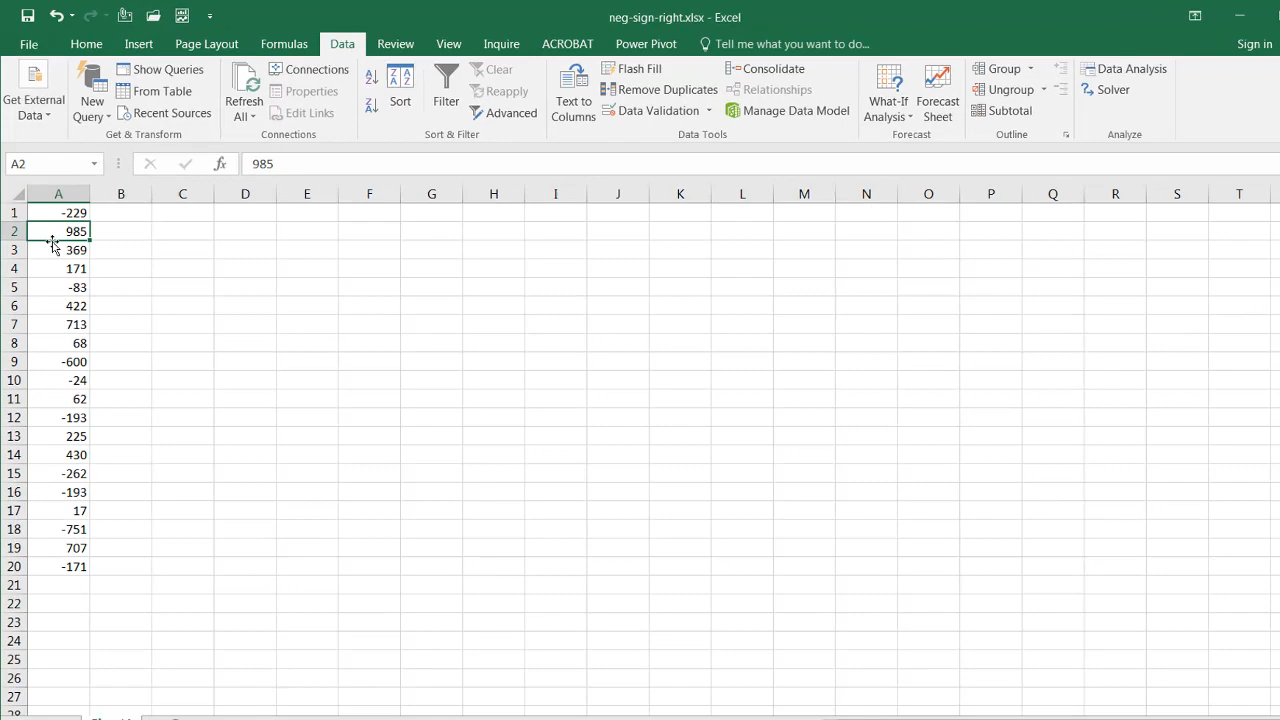 neg-sign-right.xlsx - Excel
File Home Insert Page Layout Formulas Data Review View Inquire ACROBAT Power Pivot Tell me what you want to do... Sign in
Get External Data
New Query
Show Queries
From Table
Recent Sources
Get & Transform
Refresh All
Connections
Properties
Edit Links
Connections
Sort
Filter
Clear
Reapply
Advanced
Sort & Filter
Text to Columns
Flash Fill
Remove Duplicates
Data Validation
Consolidate
Relationships
Manage Data Model
Data Tools
What-If Analysis
Forecast Sheet
Forecast
Group
Ungroup
Subtotal
Outline
Data Analysis
Solver
Analyze
A2 fx 985
A B C D E F G H I J K L M N O P Q R S T
1 -229
2 985
3 369
4 171
5 -83
6 422
7 713
8 68
9 -600
10 -24
11 62
12 -193
13 225
14 430
15 -262
16 -193
17 17
18 -751
19 707
20 -171
21
22
23
24
25
26
27
28